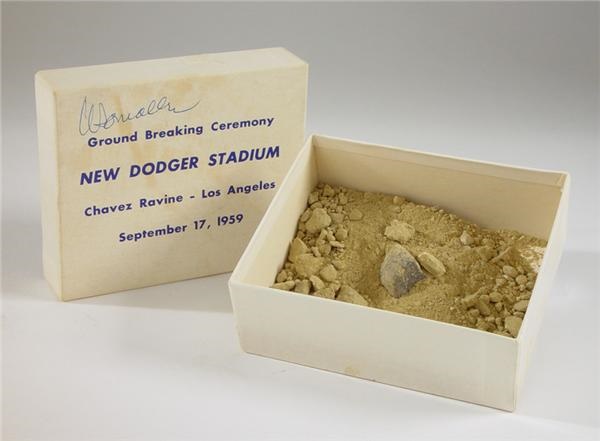 Ground Breaking Ceremony
NEW DODGER STADIUM
Chavez Ravine - Los Angeles
September 17, 1959